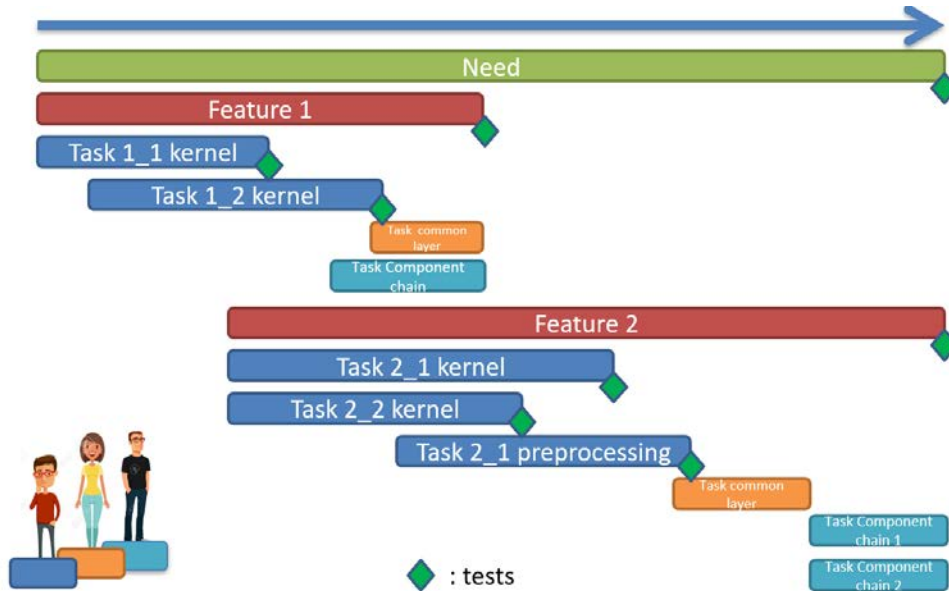 Need
Feature 1
Task 1_1 kernel
Task 1_2 kernel
Task common
layer
Task Component
chain
Feature 2
Task 2_1 kernel
Task 2_2 kernel
Task 2_1 preprocessing
Task common
layer
Task Component
chain 1
Task Component
chain 2
: tests